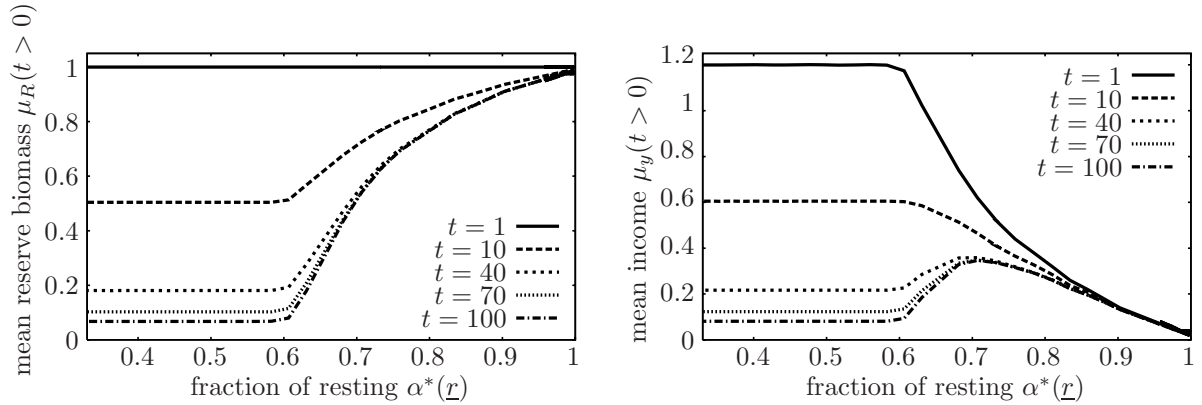 mean reserve biomass μ_R(t > 0)
1
0.8
0.6
0.4
0.2
0
t = 1
t = 10
t = 40
t = 70
t = 100
0.4 0.5 0.6 0.7 0.8 0.9 1
fraction of resting α*(r)
mean income μ_y(t > 0)
1.2
1
0.8
0.6
0.4
0.2
0
t = 1
t = 10
t = 40
t = 70
t = 100
0.4 0.5 0.6 0.7 0.8 0.9 1
fraction of resting α*(r)